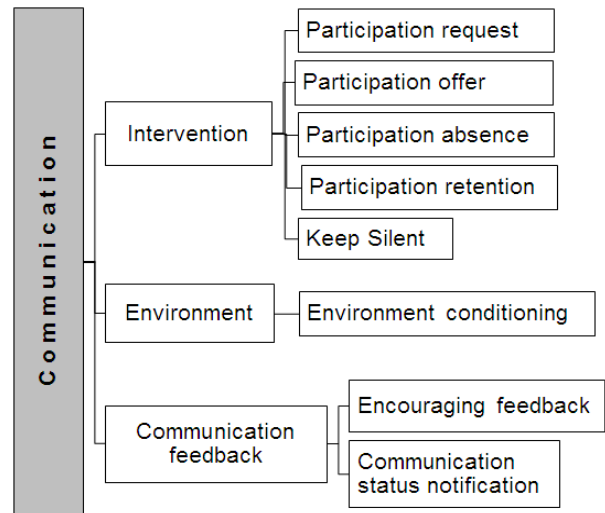 Communication
Intervention
Participation request
Participation offer
Participation absence
Participation retention
Keep Silent
Environment
Environment conditioning
Communication
feedback
Encouraging feedback
Communication
status notification